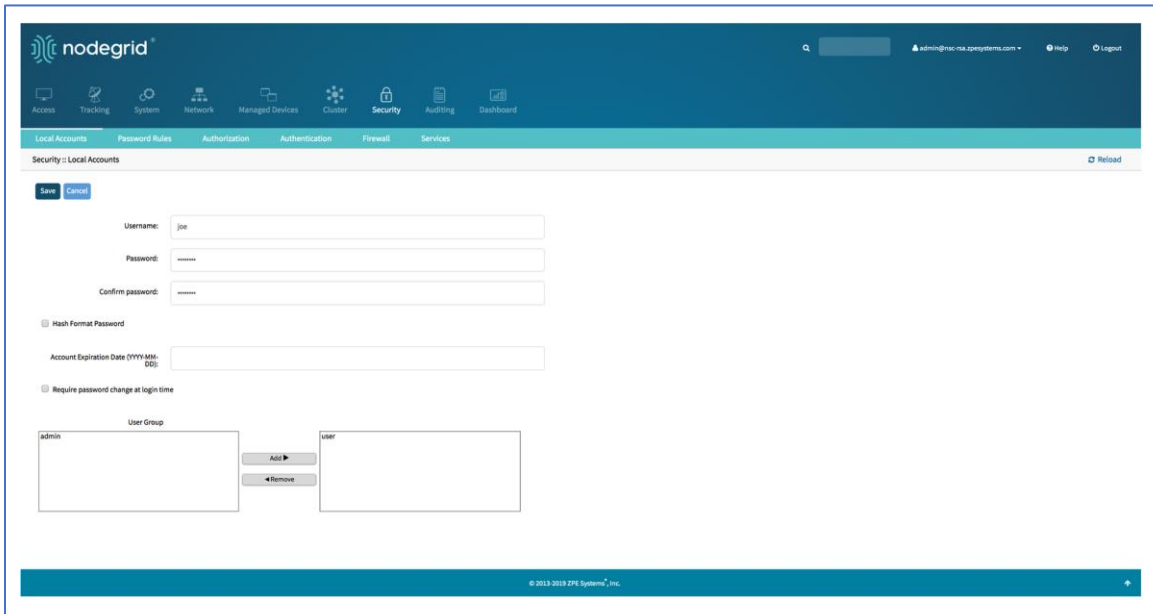 nodegrid®
admin@nsc-rsa.zpesystems.com
Help
Logout
Access Tracking System Network Managed Devices Cluster Security Auditing Dashboard
Local Accounts Password Rules Authorization Authentication Firewall Services
Security :: Local Accounts
Reload
Save Cancel
Username: joe
Password: ••••••••
Confirm password: ••••••••
Hash Format Password
Account Expiration Date (YYYY-MM-
DD):
Require password change at login time
User Group
admin
user
Add ►
◄ Remove
© 2013-2019 ZPE Systems®, Inc.